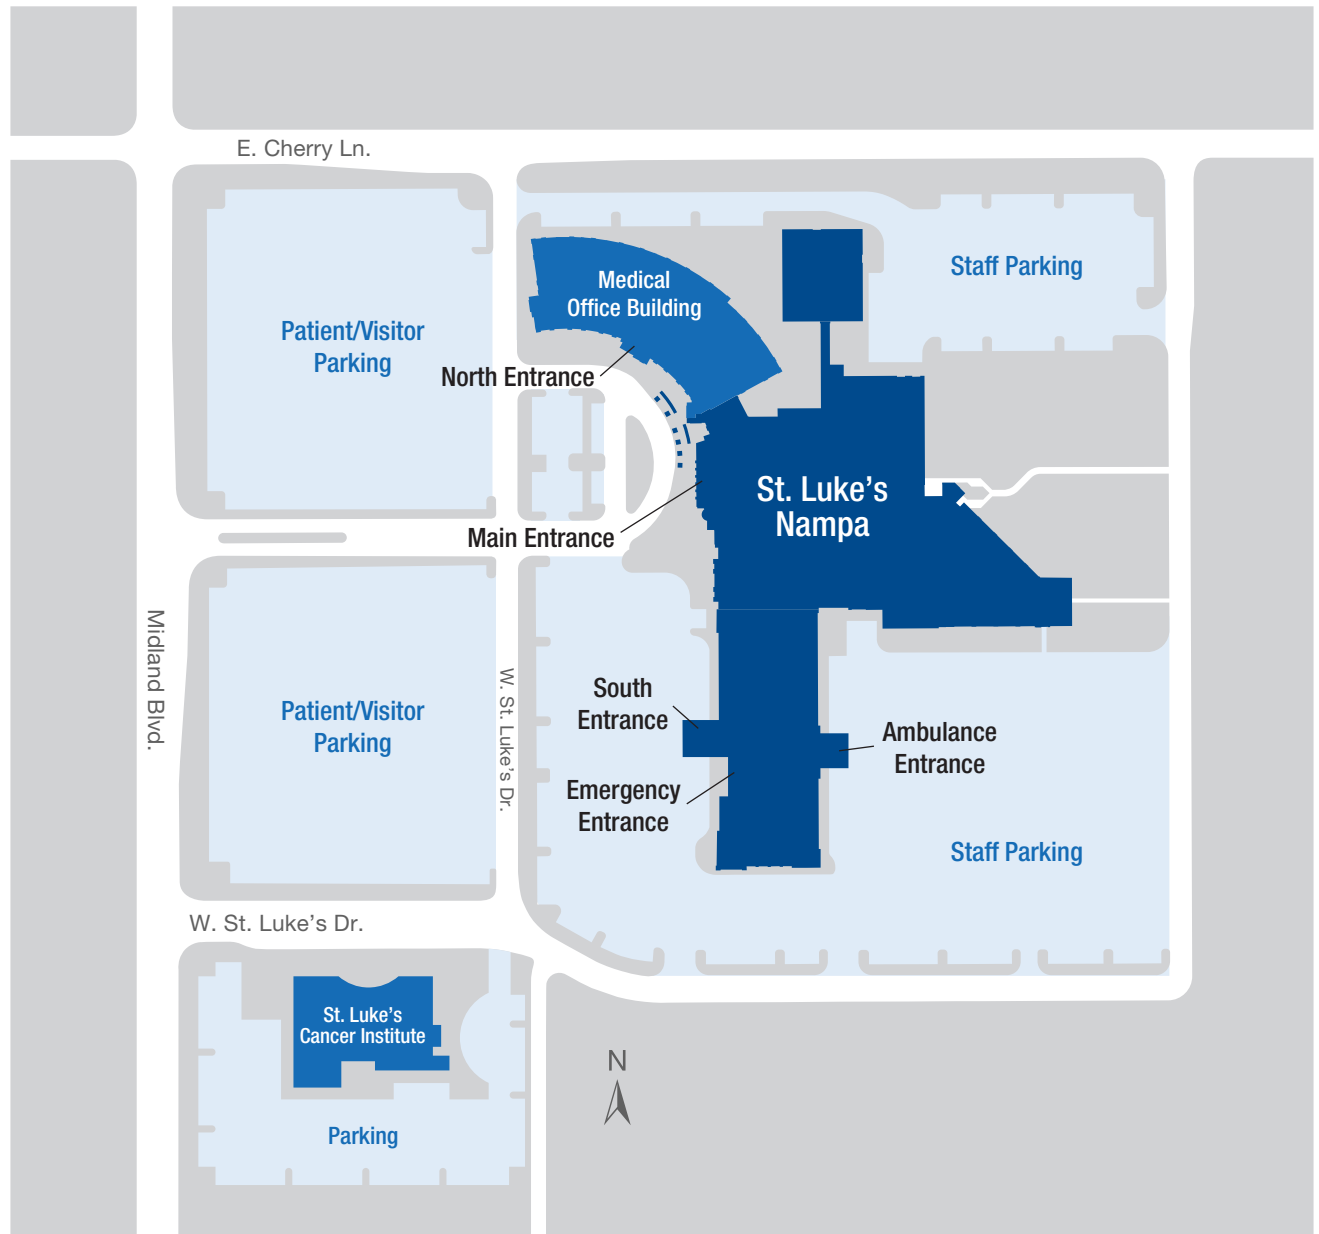 E. Cherry Ln.
Staff Parking
Medical
Office Building
Patient/Visitor
Parking
North Entrance
St. Luke's
Nampa
Main Entrance
Midland Blvd.
W. St. Luke's Dr.
South
Entrance
Patient/Visitor
Parking
Ambulance
Entrance
Emergency
Entrance
Staff Parking
W. St. Luke's Dr.
St. Luke's
Cancer Institute
N
Parking